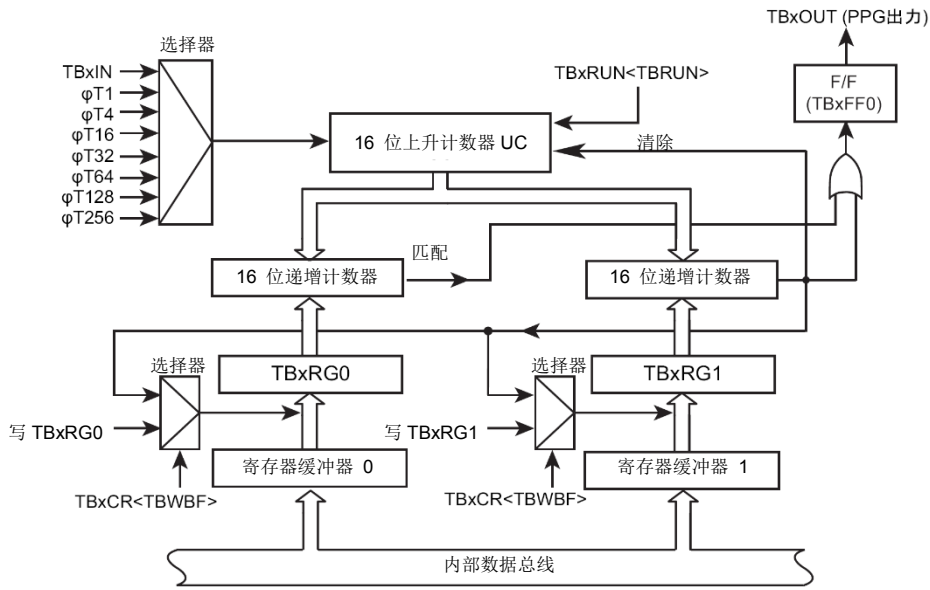 TBxOUT (PPG出力)
选择器
TBxIN
φT1
φT4
φT16
φT32
φT64
φT128
φT256
TBxRUN<TBRUN>
F/F
(TBxFF0)
16 位上升计数器 UC
清除
匹配
16 位递增计数器
16 位递增计数器
选择器
TBxRG0
选择器
TBxRG1
写 TBxRG0
写 TBxRG1
寄存器缓冲器 0
寄存器缓冲器 1
TBxCR<TBWBF>
TBxCR<TBWBF>
内部数据总线